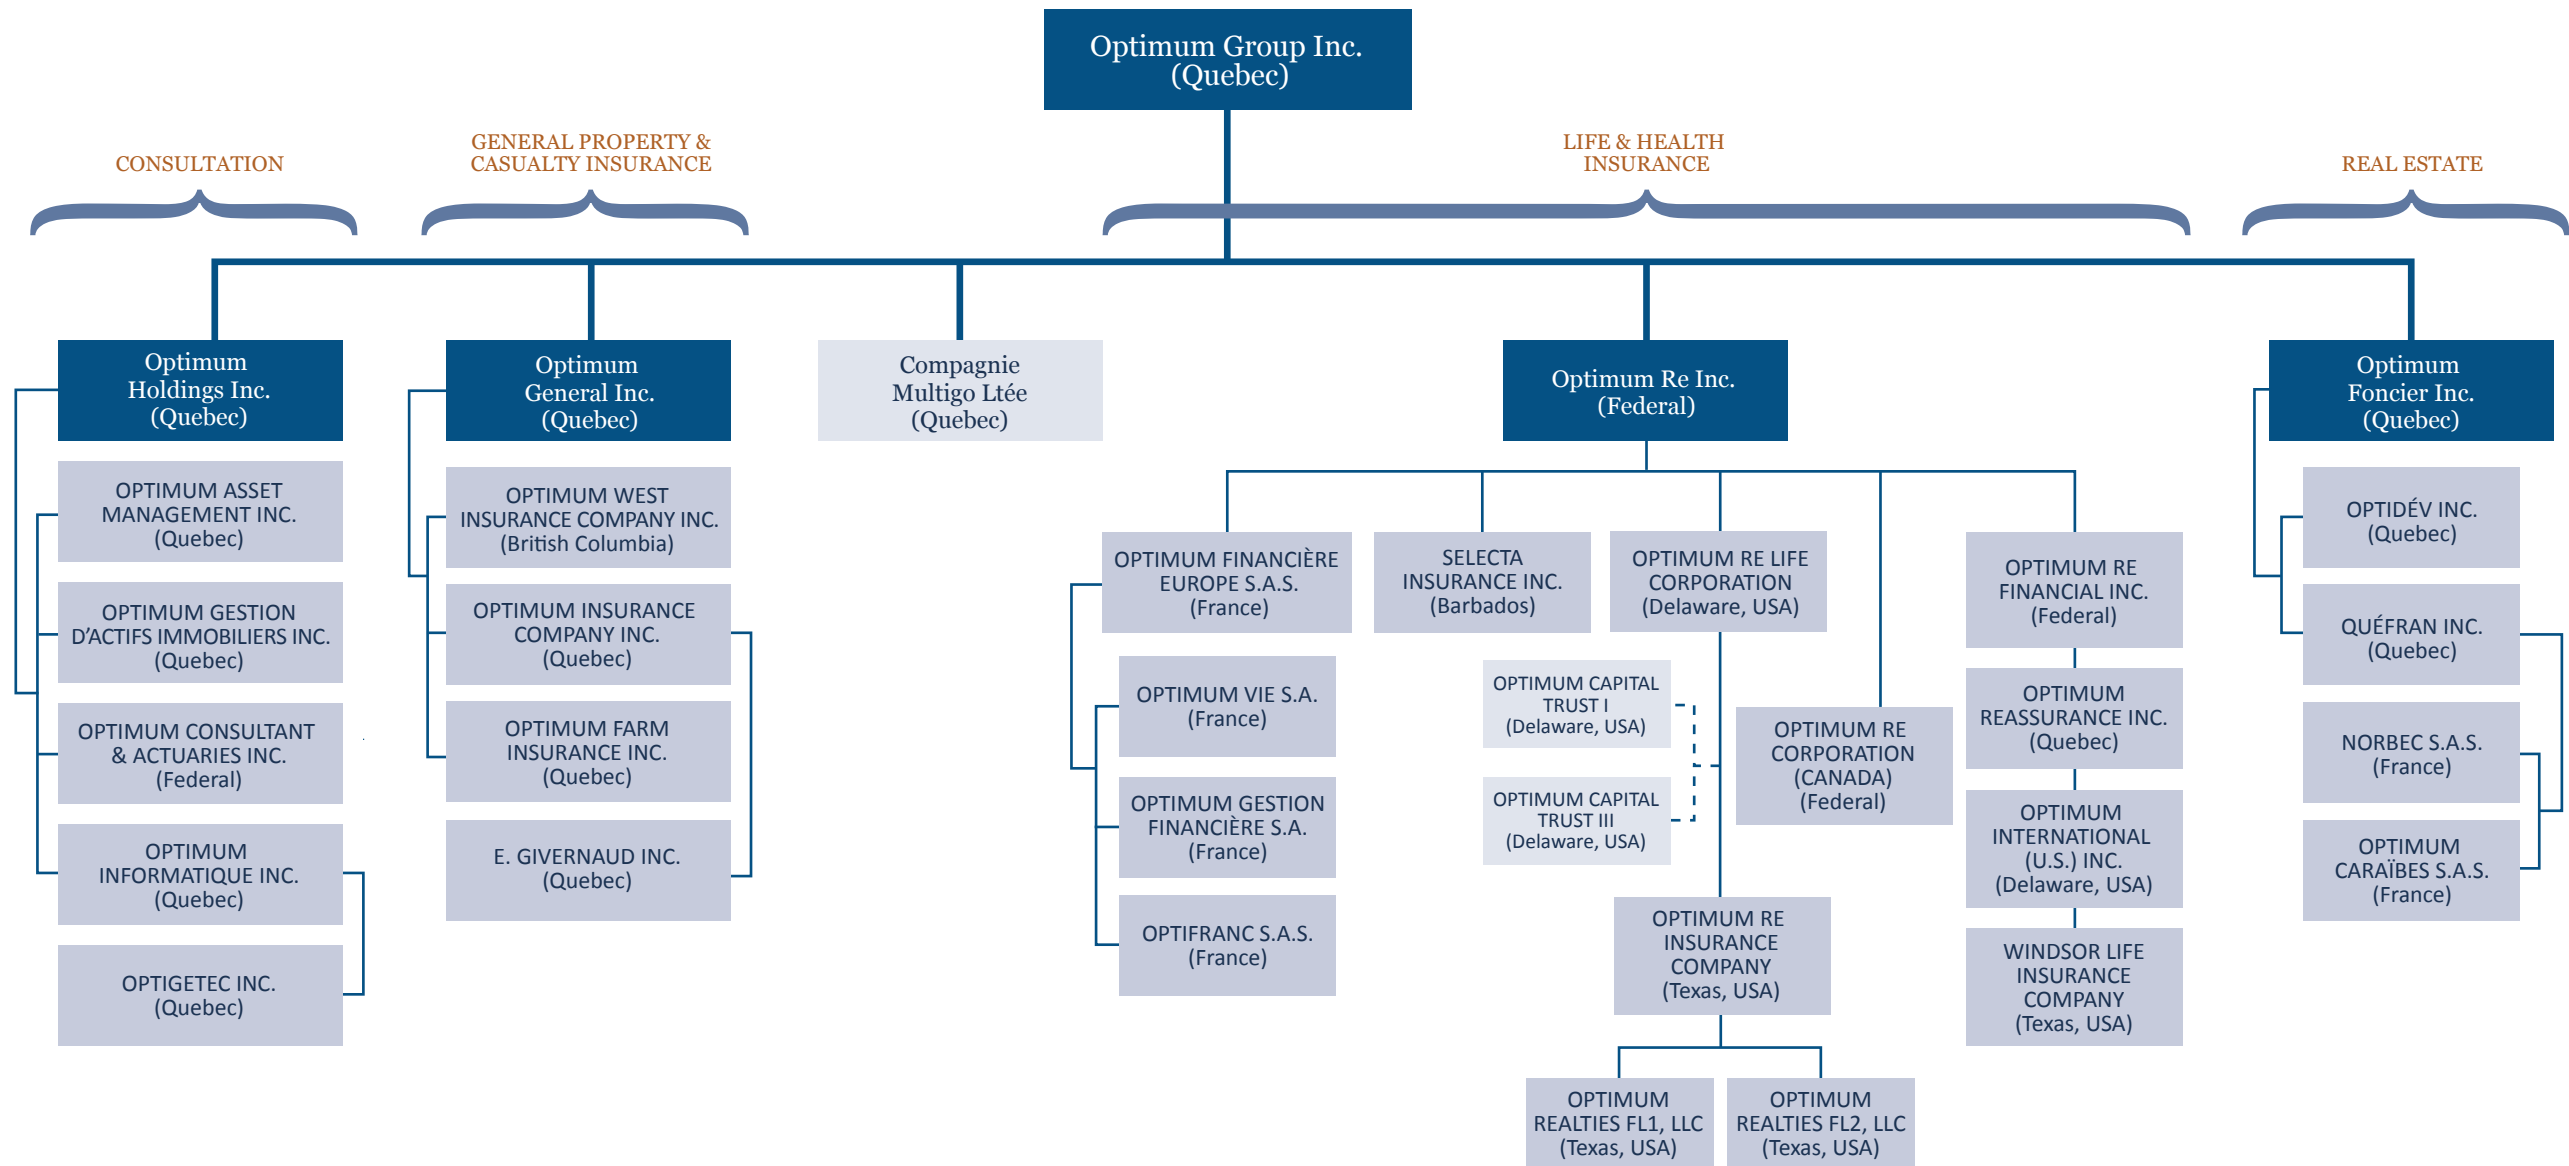 Optimum Group Inc.
(Quebec)
CONSULTATION
GENERAL PROPERTY &
CASUALTY INSURANCE
LIFE & HEALTH
INSURANCE
REAL ESTATE
Optimum
Holdings Inc.
(Quebec)
OPTIMUM ASSET
MANAGEMENT INC.
(Quebec)
OPTIMUM GESTION
D’ACTIFS IMMOBILIERS INC.
(Quebec)
OPTIMUM CONSULTANT
& ACTUARIES INC.
(Federal)
OPTIMUM
INFORMATIQUE INC.
(Quebec)
OPTIGETEC INC.
(Quebec)
Optimum
General Inc.
(Quebec)
OPTIMUM WEST
INSURANCE COMPANY INC.
(British Columbia)
OPTIMUM INSURANCE
COMPANY INC.
(Quebec)
OPTIMUM FARM
INSURANCE INC.
(Quebec)
E. GIVERNAUD INC.
(Quebec)
Compagnie
Multigo Ltée
(Quebec)
Optimum Re Inc.
(Federal)
OPTIMUM FINANCIÈRE
EUROPE S.A.S.
(France)
OPTIMUM VIE S.A.
(France)
OPTIMUM GESTION
FINANCIÈRE S.A.
(France)
OPTIFRANC S.A.S.
(France)
SELECTA
INSURANCE INC.
(Barbados)
OPTIMUM RE LIFE
CORPORATION
(Delaware, USA)
OPTIMUM CAPITAL
TRUST I
(Delaware, USA)
OPTIMUM CAPITAL
TRUST III
(Delaware, USA)
OPTIMUM RE
INSURANCE
COMPANY
(Texas, USA)
OPTIMUM
REALTIES FL1, LLC
(Texas, USA)
OPTIMUM
REALTIES FL2, LLC
(Texas, USA)
OPTIMUM RE
CORPORATION
(CANADA)
(Federal)
OPTIMUM RE
FINANCIAL INC.
(Federal)
OPTIMUM
REASSURANCE INC.
(Quebec)
OPTIMUM
INTERNATIONAL
(U.S.) INC.
(Delaware, USA)
WINDSOR LIFE
INSURANCE
COMPANY
(Texas, USA)
Optimum
Foncier Inc.
(Quebec)
OPTIDÉV INC.
(Quebec)
QUÉFRAN INC.
(Quebec)
NORBEC S.A.S.
(France)
OPTIMUM
CARAÏBES S.A.S.
(France)